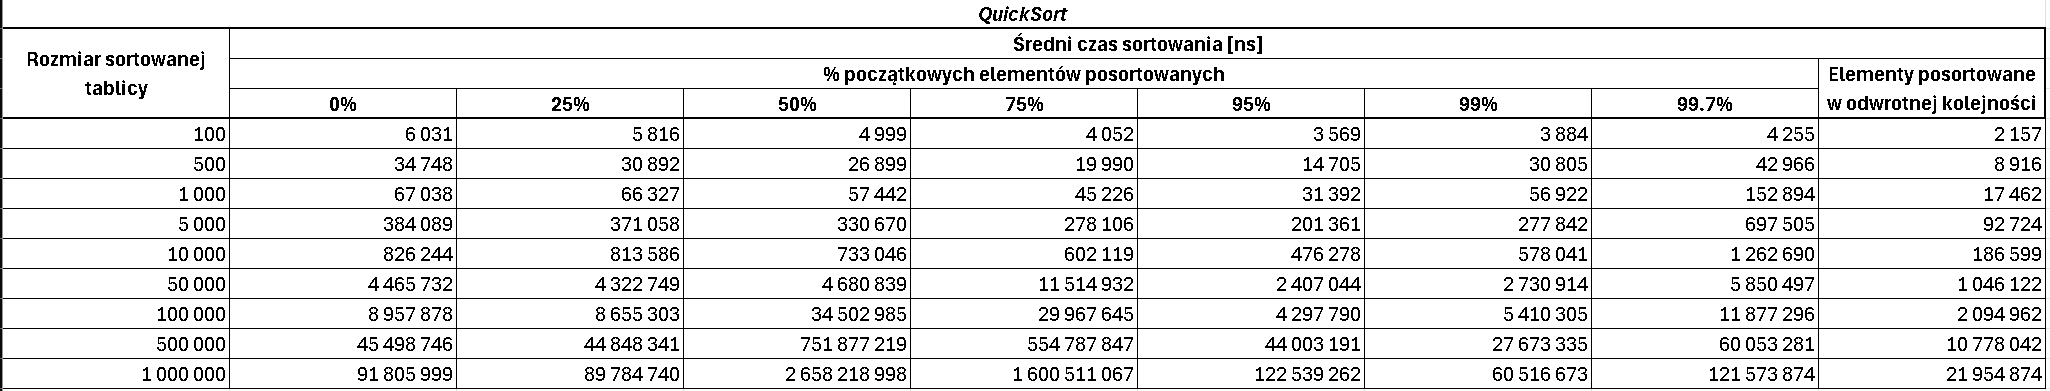 QuickSort
Rozmiar sortowanej tablicy
Średni czas sortowania [ns]
% początkowych elementów posortowanych
Elementy posortowane w odwrotnej kolejności
0% 25% 50% 75% 95% 99% 99.7%
100 6 031 5 816 4 999 4 052 3 569 3 884 4 255 2 157
500 34 748 30 892 26 899 19 990 14 705 30 805 42 966 8 916
1 000 67 038 66 327 57 442 45 226 31 392 56 922 152 894 17 462
5 000 384 089 371 058 330 670 278 106 201 361 277 842 697 505 92 724
10 000 826 244 813 586 733 046 602 119 476 278 578 041 1 262 690 186 599
50 000 4 465 732 4 322 749 4 680 839 11 514 932 2 407 044 2 730 914 5 850 497 1 046 122
100 000 8 957 878 8 655 303 34 502 985 29 967 645 4 297 790 5 410 305 11 877 296 2 094 962
500 000 45 498 746 44 848 341 751 877 219 554 787 847 44 003 191 27 673 335 60 053 281 10 778 042
1 000 000 91 805 999 89 784 740 2 658 218 998 1 600 511 067 122 539 262 60 516 673 121 573 874 21 954 874